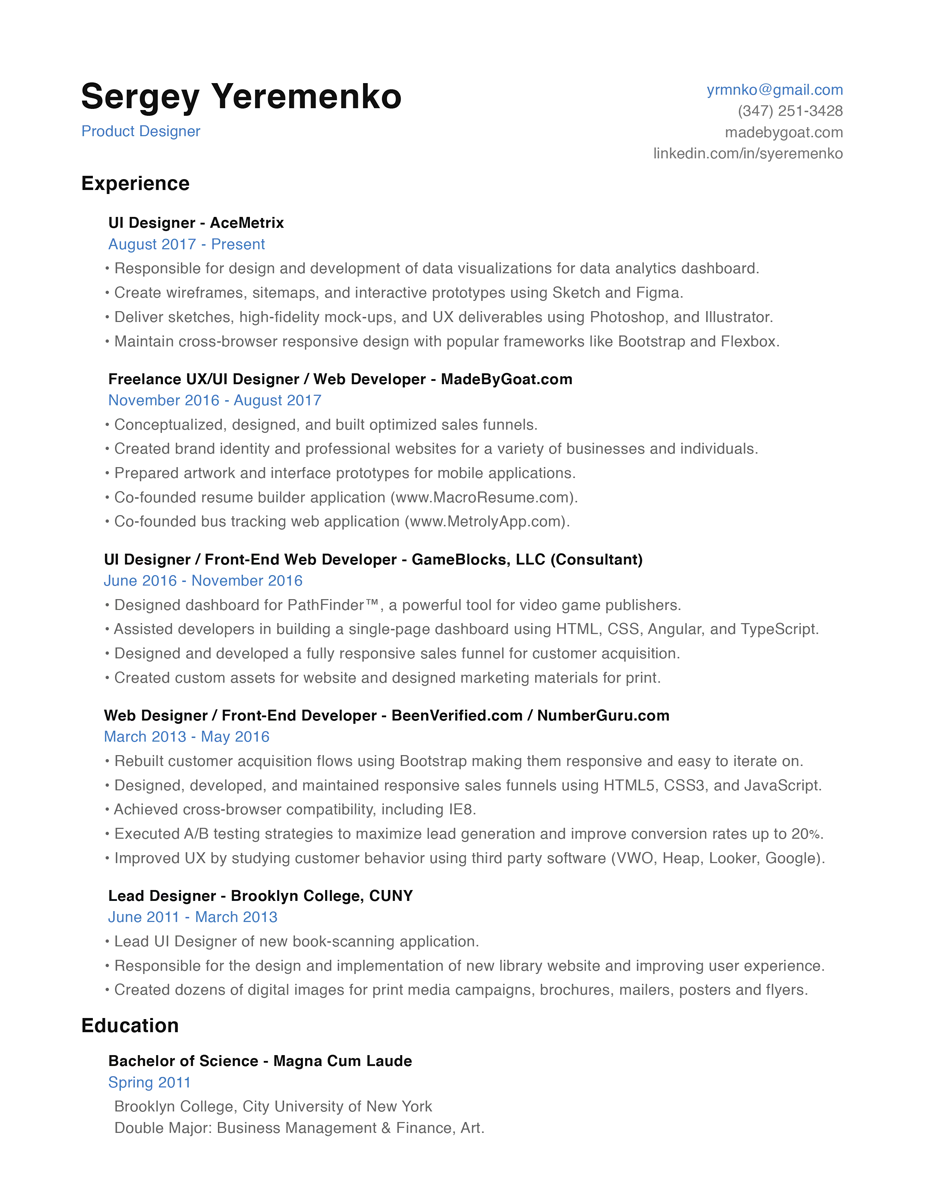 Sergey Yeremenko
Product Designer
yrmnko@gmail.com
(347) 251-3428
madebygoat.com
linkedin.com/in/syeremenko
Experience
UI Designer - AceMetrix
August 2017 - Present
• Responsible for design and development of data visualizations for data analytics dashboard.
• Create wireframes, sitemaps, and interactive prototypes using Sketch and Figma.
• Deliver sketches, high-fidelity mock-ups, and UX deliverables using Photoshop, and Illustrator.
• Maintain cross-browser responsive design with popular frameworks like Bootstrap and Flexbox.
Freelance UX/UI Designer / Web Developer - MadeByGoat.com
November 2016 - August 2017
• Conceptualized, designed, and built optimized sales funnels.
• Created brand identity and professional websites for a variety of businesses and individuals.
• Prepared artwork and interface prototypes for mobile applications.
• Co-founded resume builder application (www.MacroResume.com).
• Co-founded bus tracking web application (www.MetrolyApp.com).
UI Designer / Front-End Web Developer - GameBlocks, LLC (Consultant)
June 2016 - November 2016
• Designed dashboard for PathFinder™, a powerful tool for video game publishers.
• Assisted developers in building a single-page dashboard using HTML, CSS, Angular, and TypeScript.
• Designed and developed a fully responsive sales funnel for customer acquisition.
• Created custom assets for website and designed marketing materials for print.
Web Designer / Front-End Developer - BeenVerified.com / NumberGuru.com
March 2013 - May 2016
• Rebuilt customer acquisition flows using Bootstrap making them responsive and easy to iterate on.
• Designed, developed, and maintained responsive sales funnels using HTML5, CSS3, and JavaScript.
• Achieved cross-browser compatibility, including IE8.
• Executed A/B testing strategies to maximize lead generation and improve conversion rates up to 20%.
• Improved UX by studying customer behavior using third party software (VWO, Heap, Looker, Google).
Lead Designer - Brooklyn College, CUNY
June 2011 - March 2013
• Lead UI Designer of new book-scanning application.
• Responsible for the design and implementation of new library website and improving user experience.
• Created dozens of digital images for print media campaigns, brochures, mailers, posters and flyers.
Education
Bachelor of Science - Magna Cum Laude
Spring 2011
Brooklyn College, City University of New York
Double Major: Business Management & Finance, Art.